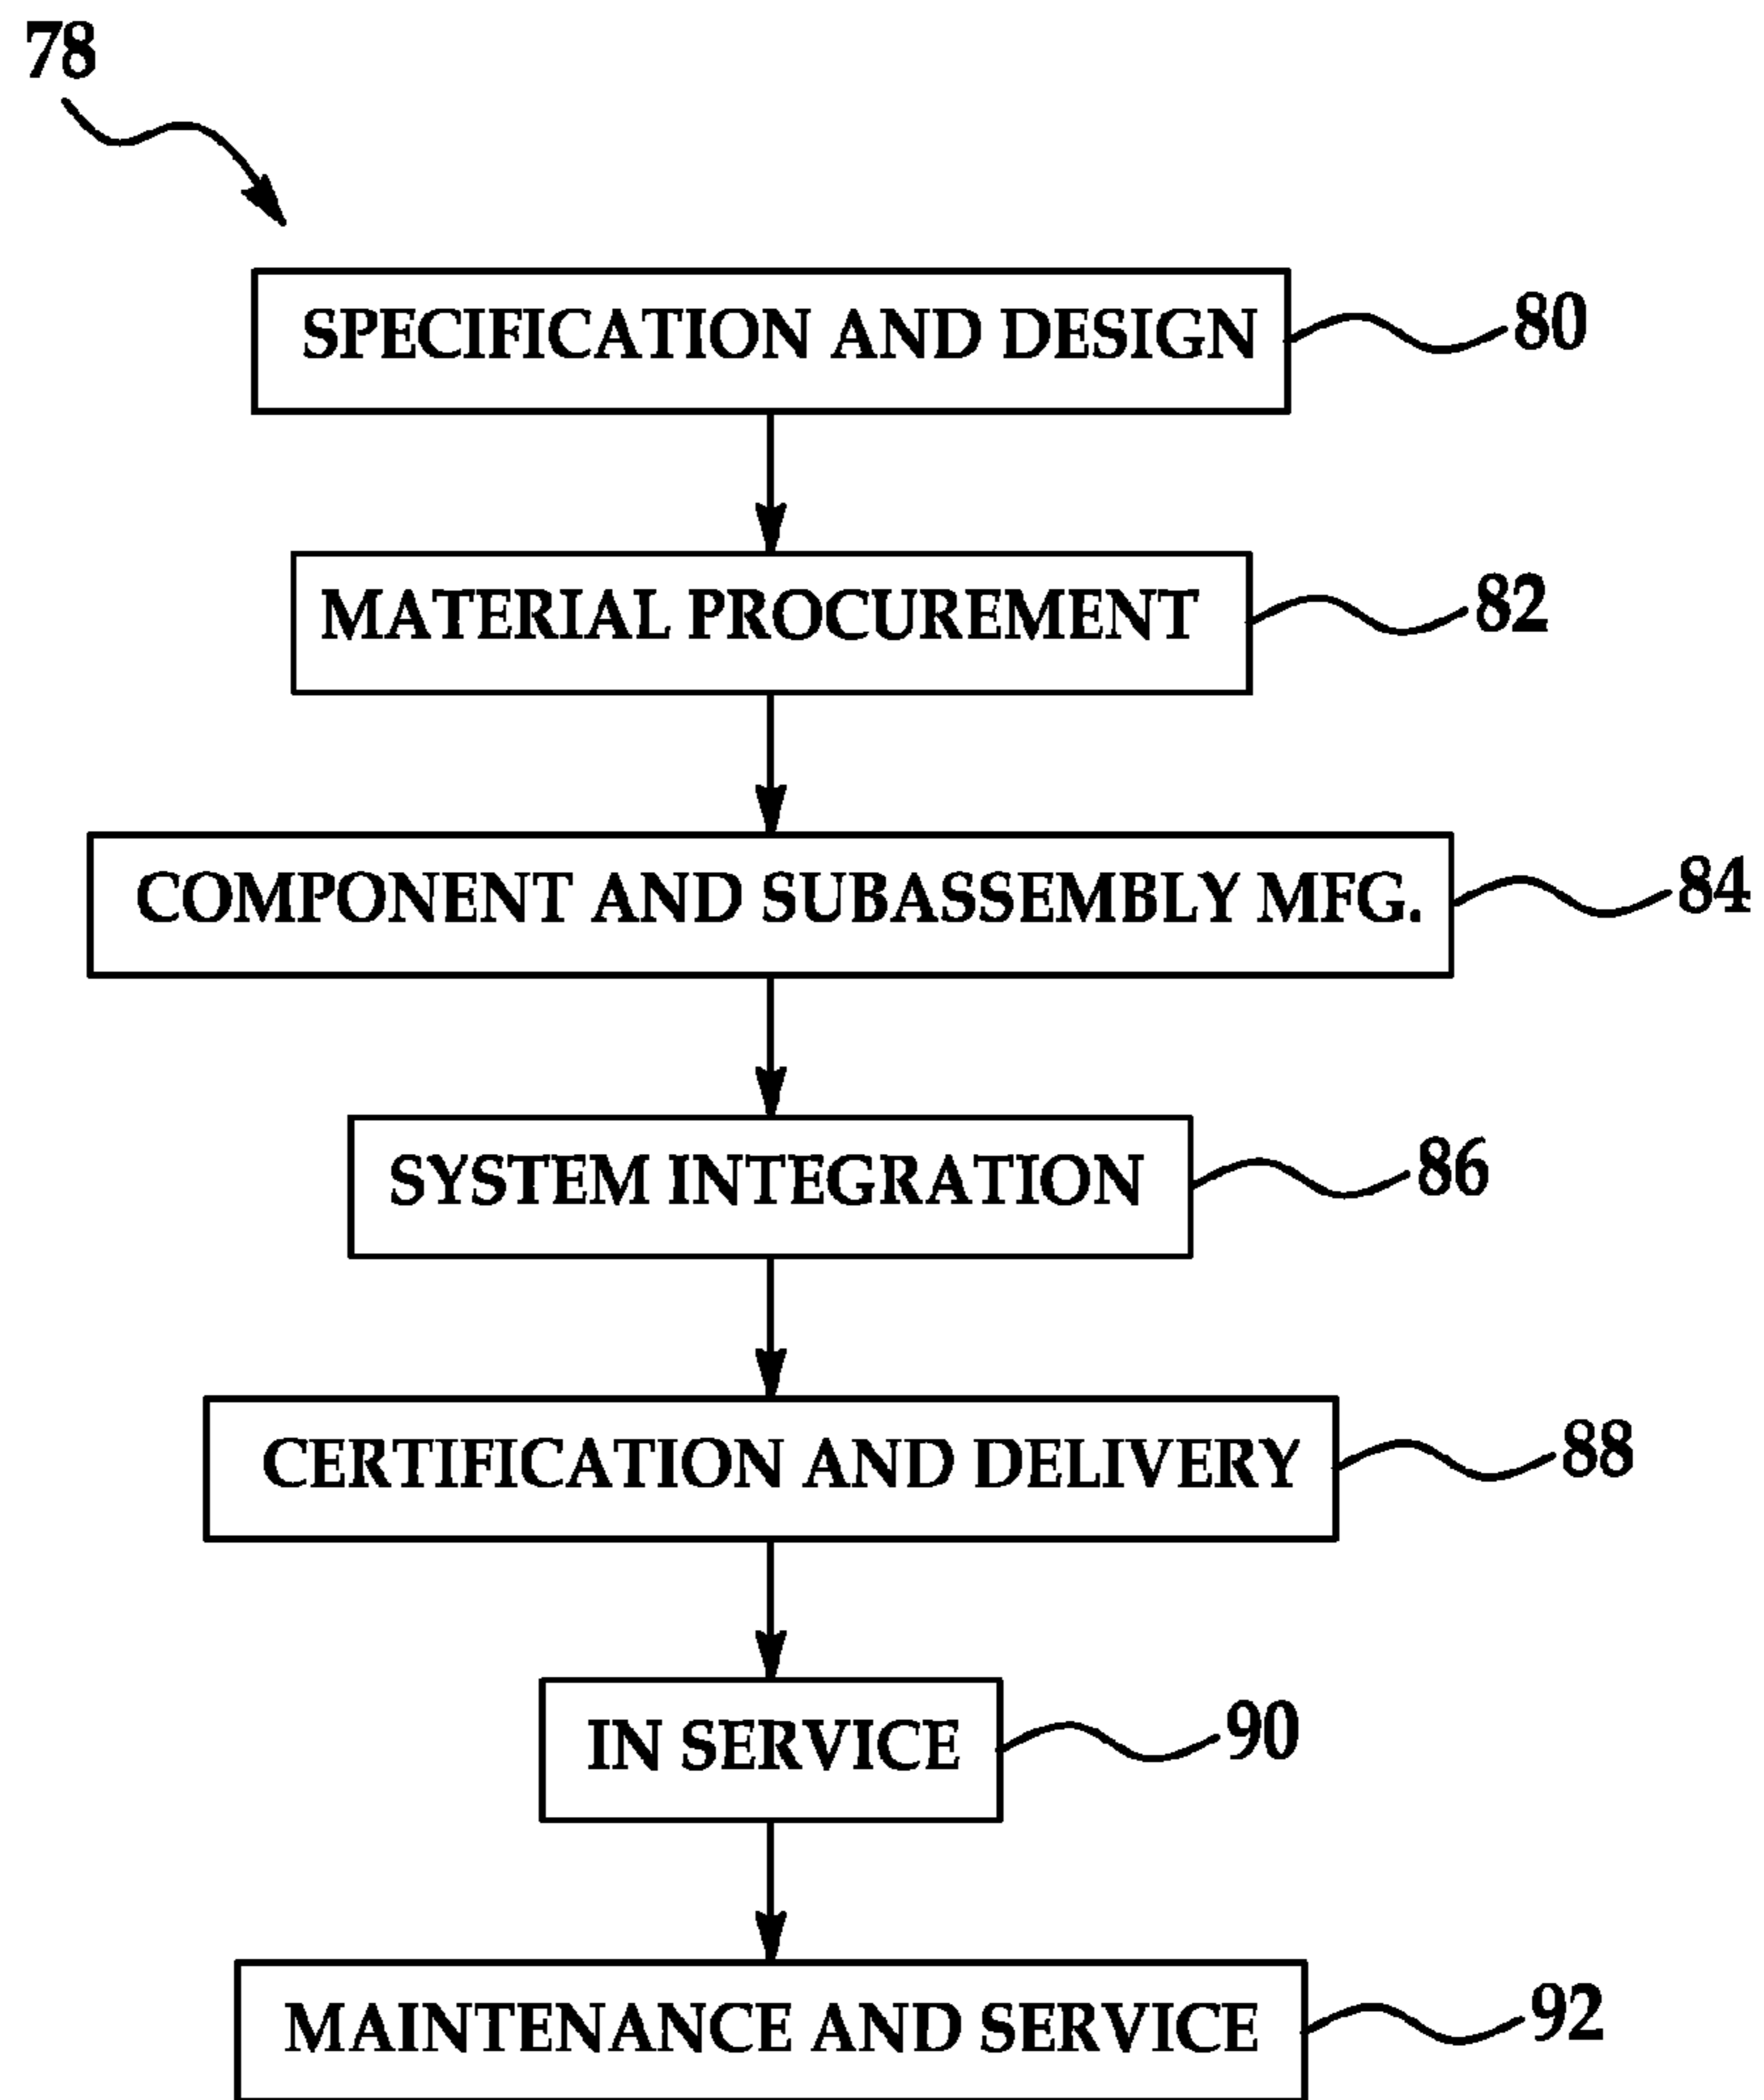 78
SPECIFICATION AND DESIGN 80
MATERIAL PROCUREMENT 82
COMPONENT AND SUBASSEMBLY MFG. 84
SYSTEM INTEGRATION 86
CERTIFICATION AND DELIVERY 88
IN SERVICE 90
MAINTENANCE AND SERVICE 92